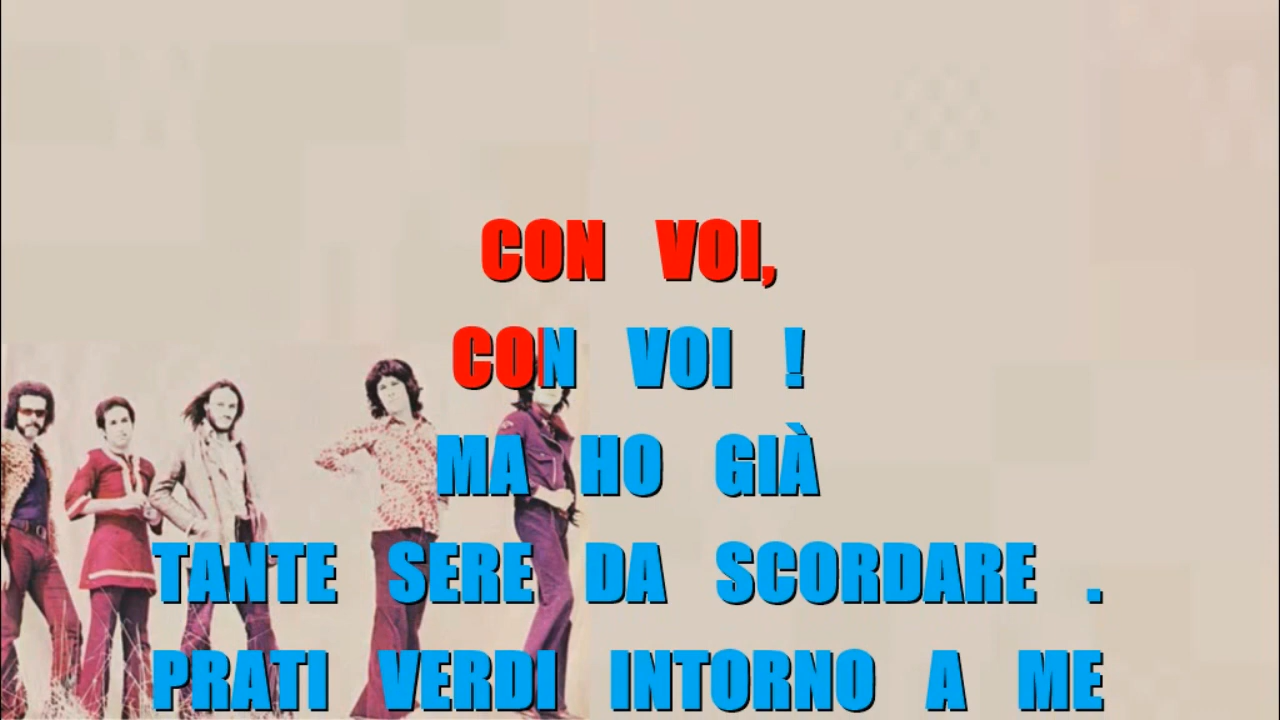 CON VOI,
CON VOI !
MA HO GIÀ
TANTE SERE DA SCORDARE .
PRATI VERDI INTORNO A ME